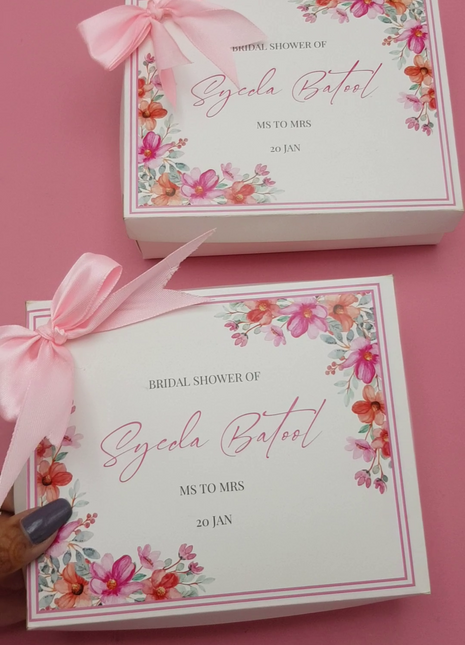 BRIDAL SHOWER OF
Syeda Batool
MS TO MRS
20 JAN
BRIDAL SHOWER OF
Syeda Batool
MS TO MRS
20 JAN